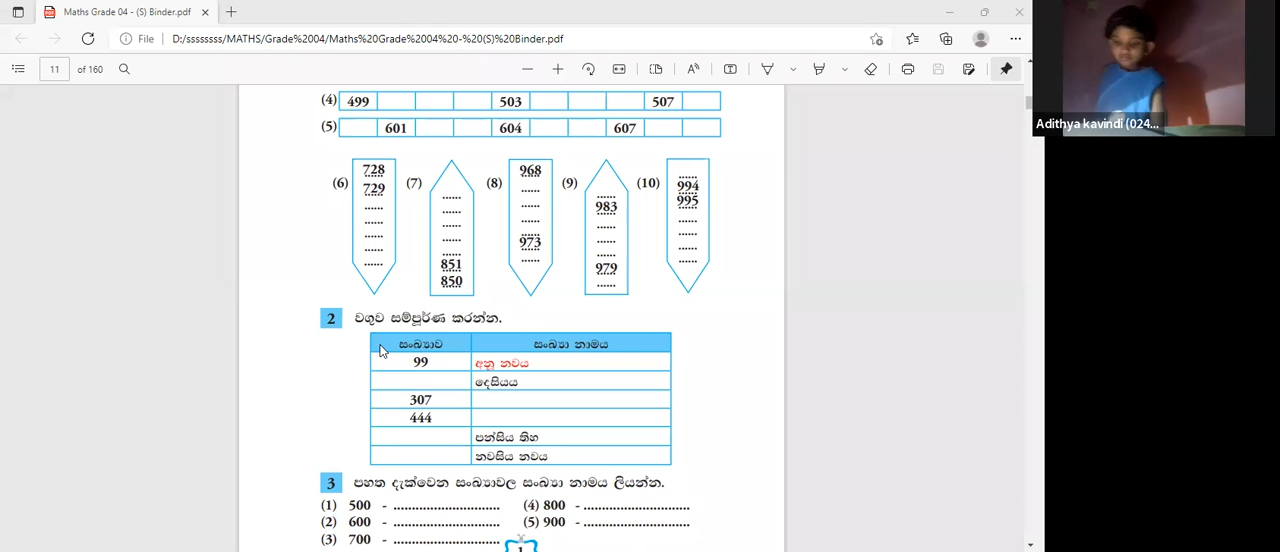 Maths Grade 04 - (S) Binder.pdf
File D:/ssssssss/MATHS/Grade%2004/Maths%20Grade%2004%20-%20(S)%20Binder.pdf
11 of 160
(4) 499 503 507
(5) 601 604 607
(6) 728 729
(7) 851 850
(8) 968 973
(9) 983 979
(10) 994 995
2 වගුව සම්පූර්ණ කරන්න.
සංඛ්‍යාව සංඛ්‍යා නාමය
99 අනූ නවය
දෙසියය
307
444
පන්සිය තිහ
නවසිය නවය
3 පහත දැක්වෙන සංඛ්‍යාවල සංඛ්‍යා නාමය ලියන්න.
(1) 500 - .............................. (4) 800 - ..............................
(2) 600 - .............................. (5) 900 - ..............................
(3) 700 - ..............................
1
Adithya kavindi (024...